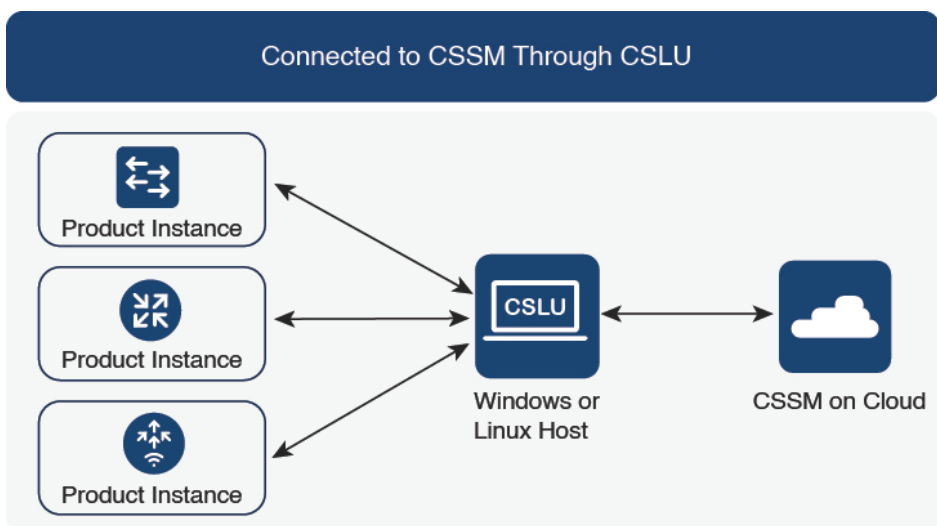 Connected to CSSM Through CSLU
Product Instance
Product Instance
Product Instance
CSLU
Windows or
Linux Host
CSSM on Cloud